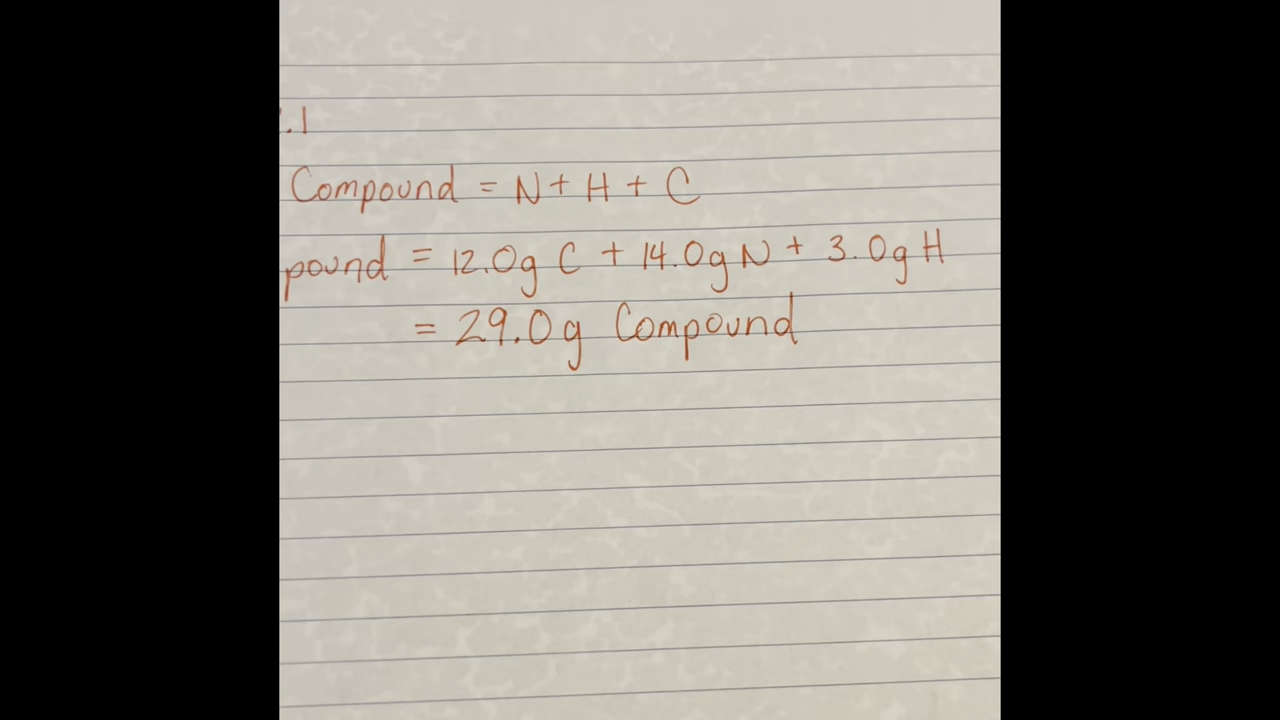 .1
Compound = N + H + C
pound = 12.0g C + 14.0g N + 3.0g H
= 29.0g Compound